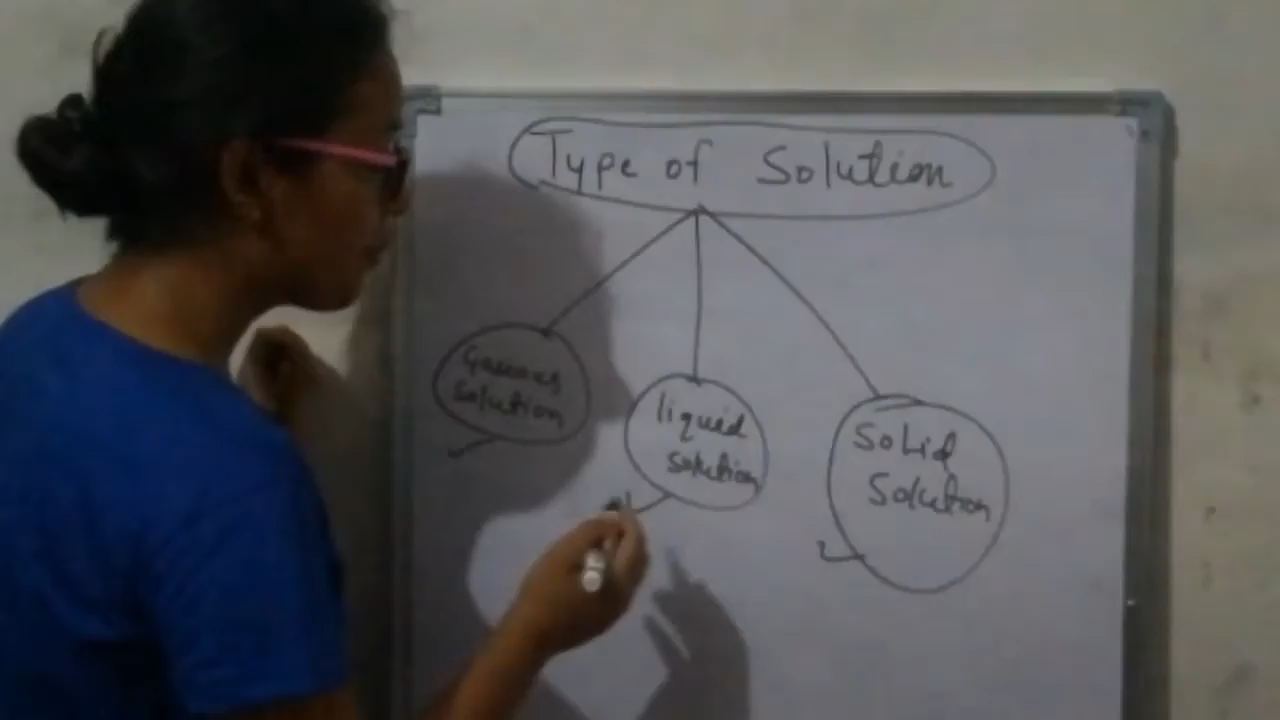 Type of Solution
Gaseous
solution
liquid
solution
Solid
Solution